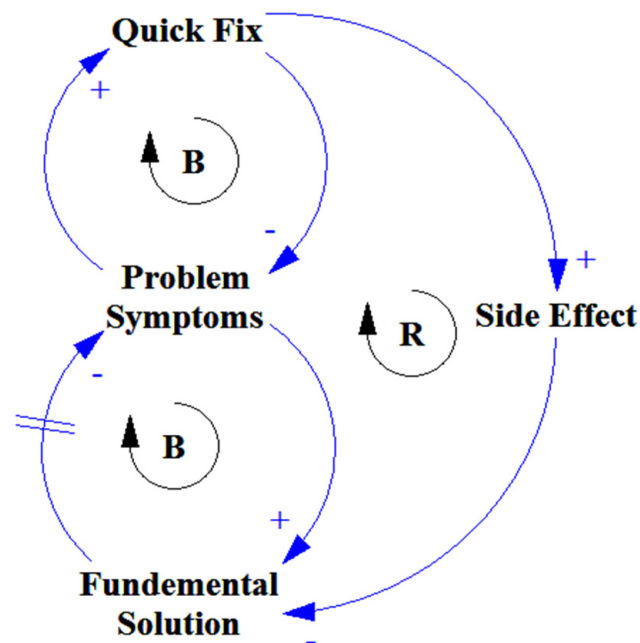 Quick Fix
+
B
-
Problem
Symptoms
+
Side Effect
R
-
B
+
Fundemental
Solution
-